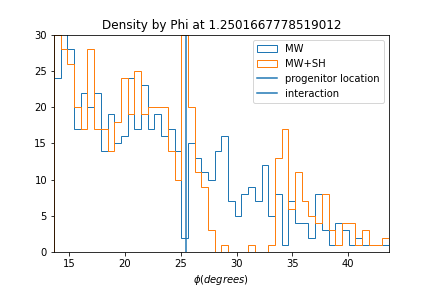 Density by Phi at 1.2501667778519012
MW
MW+SH
progenitor location
interaction
30
25
20
15
10
5
0
15 20 25 30 35 40
ϕ(degrees)